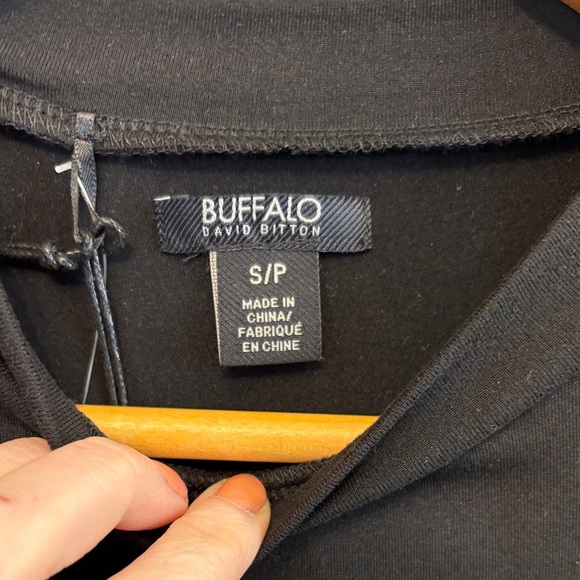 BUFFALO
DAVID BITTON
S/P
MADE IN
CHINA/
FABRIQUÉ
EN CHINE